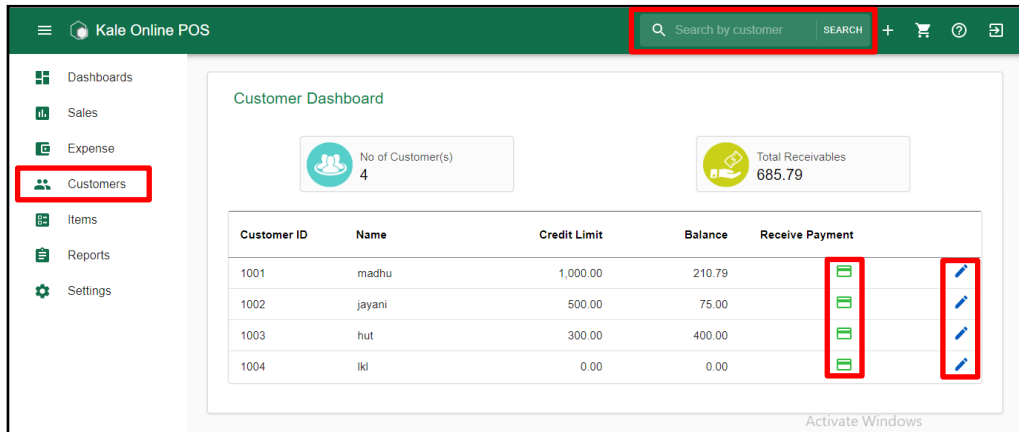 Kale Online POS
Search by customer SEARCH
Dashboards
Sales
Expense
Customers
Items
Reports
Settings
Customer Dashboard
No of Customer(s)
4
Total Receivables
685.79
Customer ID Name Credit Limit Balance Receive Payment
1001 madhu 1,000.00 210.79
1002 jayani 500.00 75.00
1003 hut 300.00 400.00
1004 lkl 0.00 0.00
Activate Windows